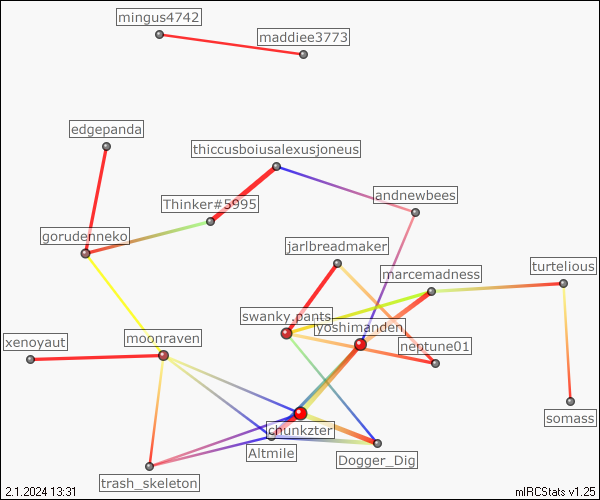 mingus4742
maddiee3773
edgepanda
thiccusboiusalexusjoneus
andnewbees
Thinker#5995
gorudenneko
jarlbreadmaker
marcemadness
turtelious
swanky.pants
yoshimanden
moonraven
xenoyaut
neptune01
somass
chunkzter
Altmile
Dogger_Dig
trash_skeleton
2.1.2024 13:31
mIRCStats v1.25